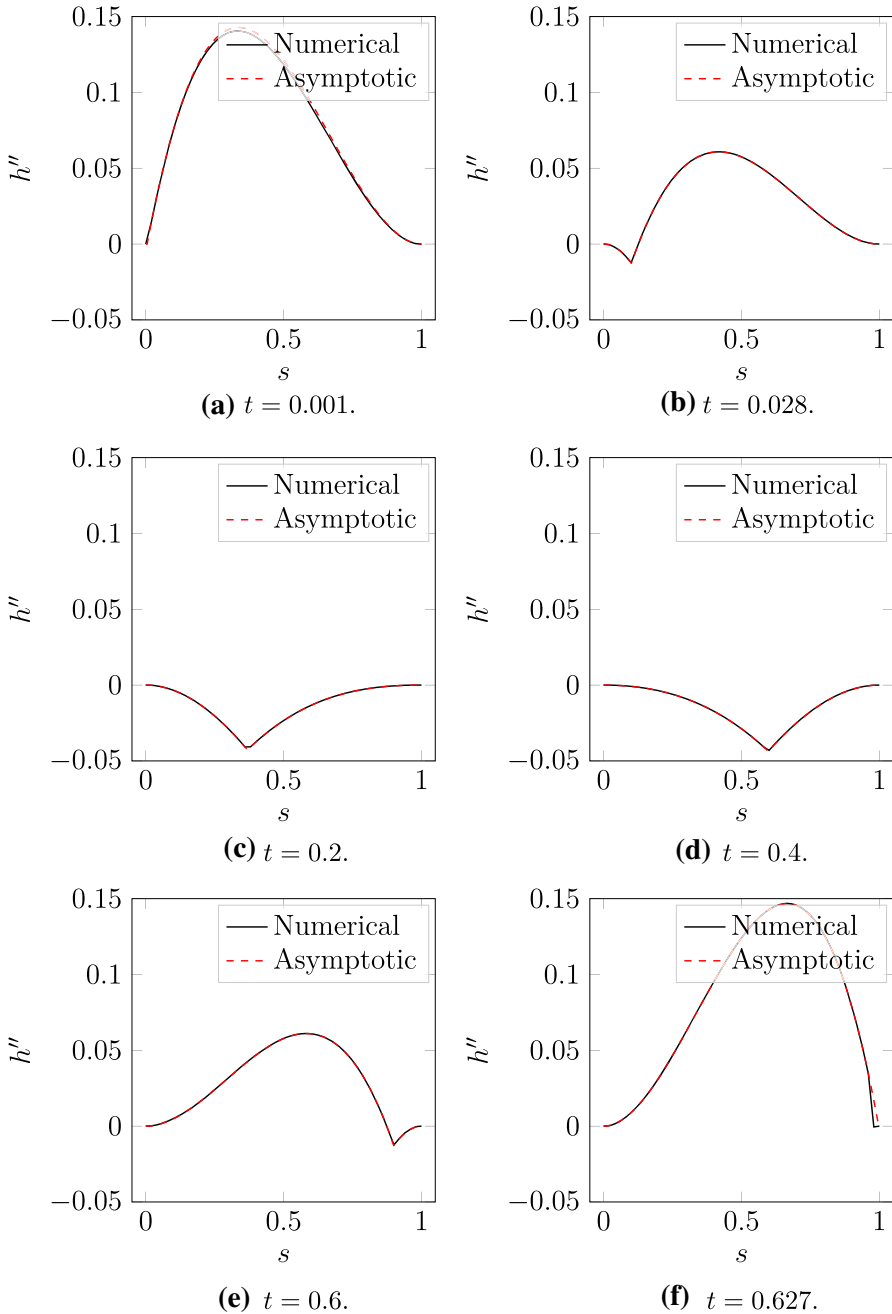 0.15
0.1
0.05
0
−0.05
h″
0
0.5
1
s
Numerical
Asymptotic
(a) t = 0.001.
0.15
0.1
0.05
0
−0.05
h″
0
0.5
1
s
Numerical
Asymptotic
(b) t = 0.028.
0.15
0.1
0.05
0
−0.05
h″
0
0.5
1
s
Numerical
Asymptotic
(c) t = 0.2.
0.15
0.1
0.05
0
−0.05
h″
0
0.5
1
s
Numerical
Asymptotic
(d) t = 0.4.
0.15
0.1
0.05
0
−0.05
h″
0
0.5
1
s
Numerical
Asymptotic
(e) t = 0.6.
0.15
0.1
0.05
0
−0.05
h″
0
0.5
1
s
Numerical
Asymptotic
(f) t = 0.627.